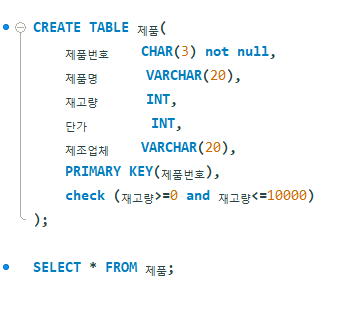 CREATE TABLE 제품(
제품번호 CHAR(3) not null,
제품명 VARCHAR(20),
재고량 INT,
단가 INT,
제조업체 VARCHAR(20),
PRIMARY KEY(제품번호),
check (재고량>=0 and 재고량<=10000)
);
SELECT * FROM 제품;